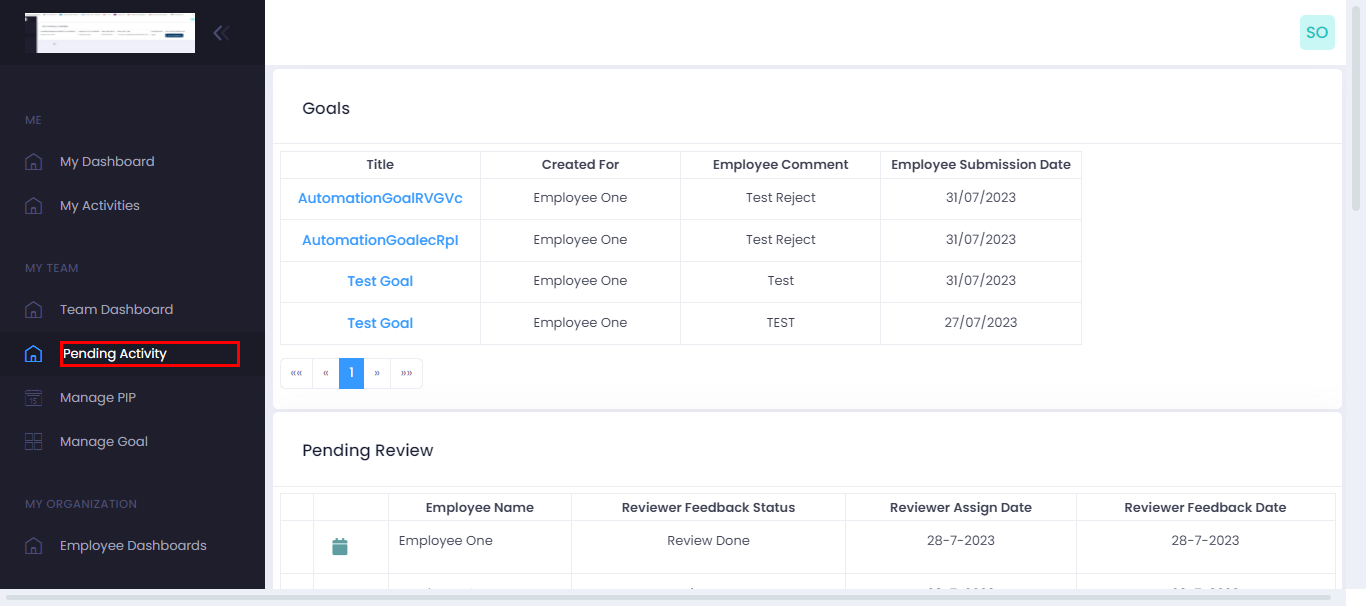 SO
ME
My Dashboard
My Activities
MY TEAM
Team Dashboard
Pending Activity
Manage PIP
15
Manage Goal
MY ORGANIZATION
Employee Dashboards
Goals
Title Created For Employee Comment Employee Submission Date
AutomationGoalRVGVc Employee One Test Reject 31/07/2023
AutomationGoalecRpI Employee One Test Reject 31/07/2023
Test Goal Employee One Test 31/07/2023
Test Goal Employee One TEST 27/07/2023
«« « 1 » »»
Pending Review
Employee Name Reviewer Feedback Status Reviewer Assign Date Reviewer Feedback Date
Employee One Review Done 28-7-2023 28-7-2023